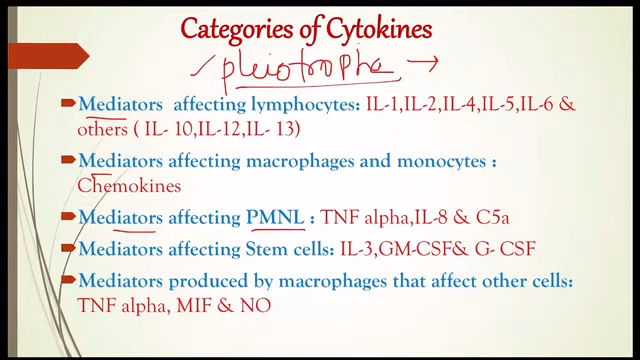 Categories of Cytokines
pleiotropha
Mediators affecting lymphocytes: IL-1,IL-2,IL-4,IL-5,IL-6 &
others ( IL- 10,IL-12,IL- 13)
Mediators affecting macrophages and monocytes :
Chemokines
Mediators affecting PMNL : TNF alpha,IL-8 & C5a
Mediators affecting Stem cells: IL-3,GM-CSF& G- CSF
Mediators produced by macrophages that affect other cells:
TNF alpha, MIF & NO